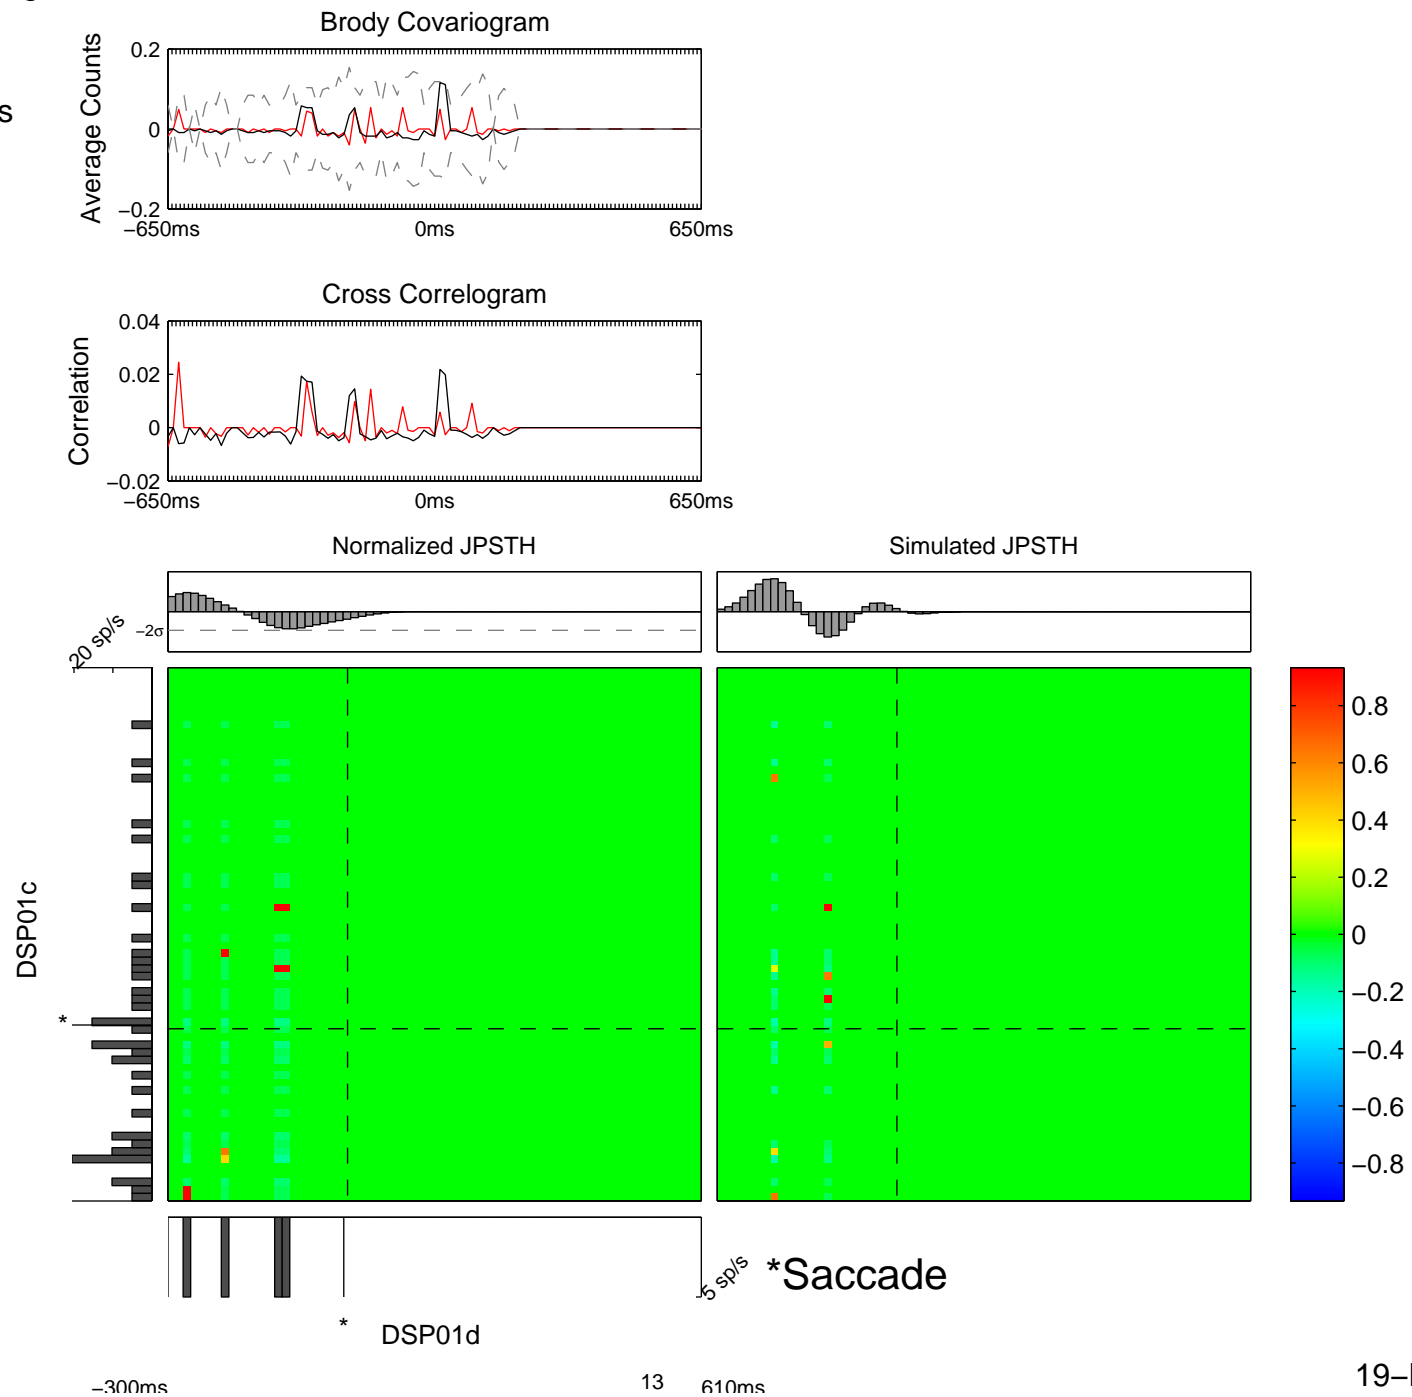 Brody Covariogram
Average Counts
0.2
0
−0.2
−650ms
0ms
650ms
s
Cross Correlogram
Correlation
0.04
0.02
0
−0.02
−650ms
0ms
650ms
Normalized JPSTH
Simulated JPSTH
20 sp/s
−2σ
DSP01c
*
0.8
0.6
0.4
0.2
0
−0.2
−0.4
−0.6
−0.8
5 sp/s
*Saccade
*
DSP01d
−300ms
13
610ms
19−